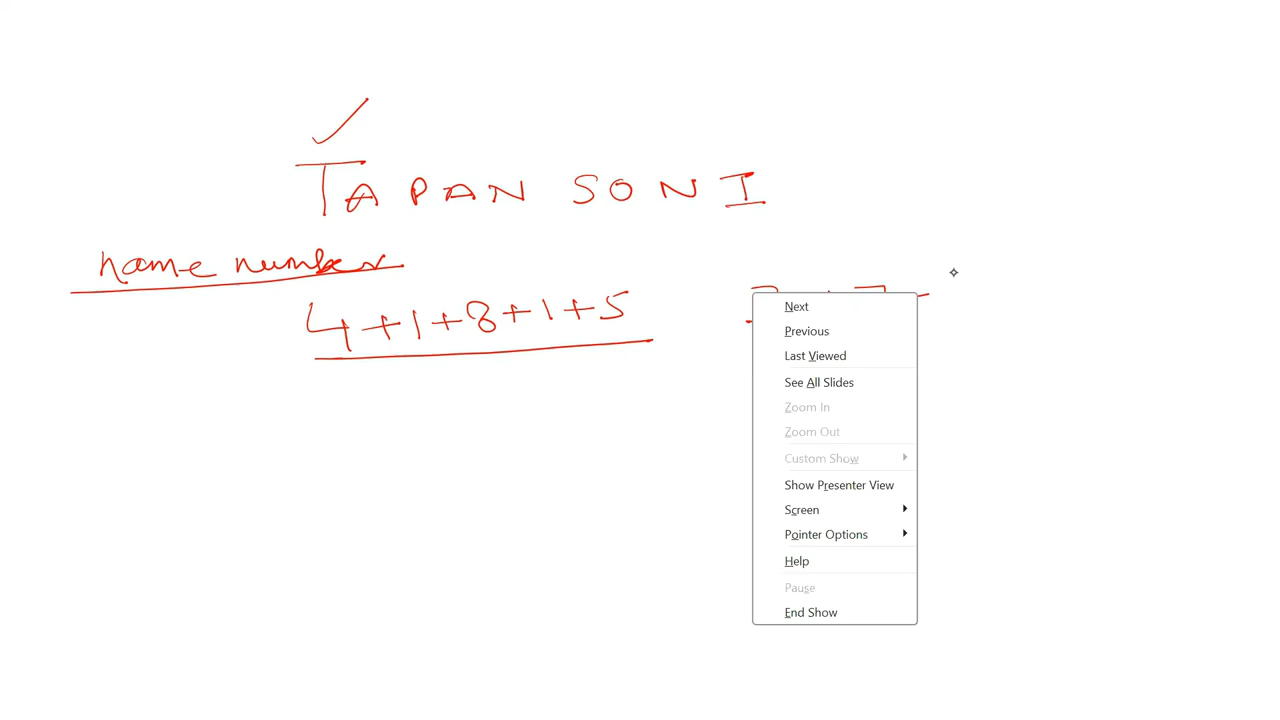 TAPAN SONI
name number
4+1+8+1+5
Next
Previous
Last Viewed
See All Slides
Zoom In
Zoom Out
Custom Show
Show Presenter View
Screen
Pointer Options
Help
Pause
End Show